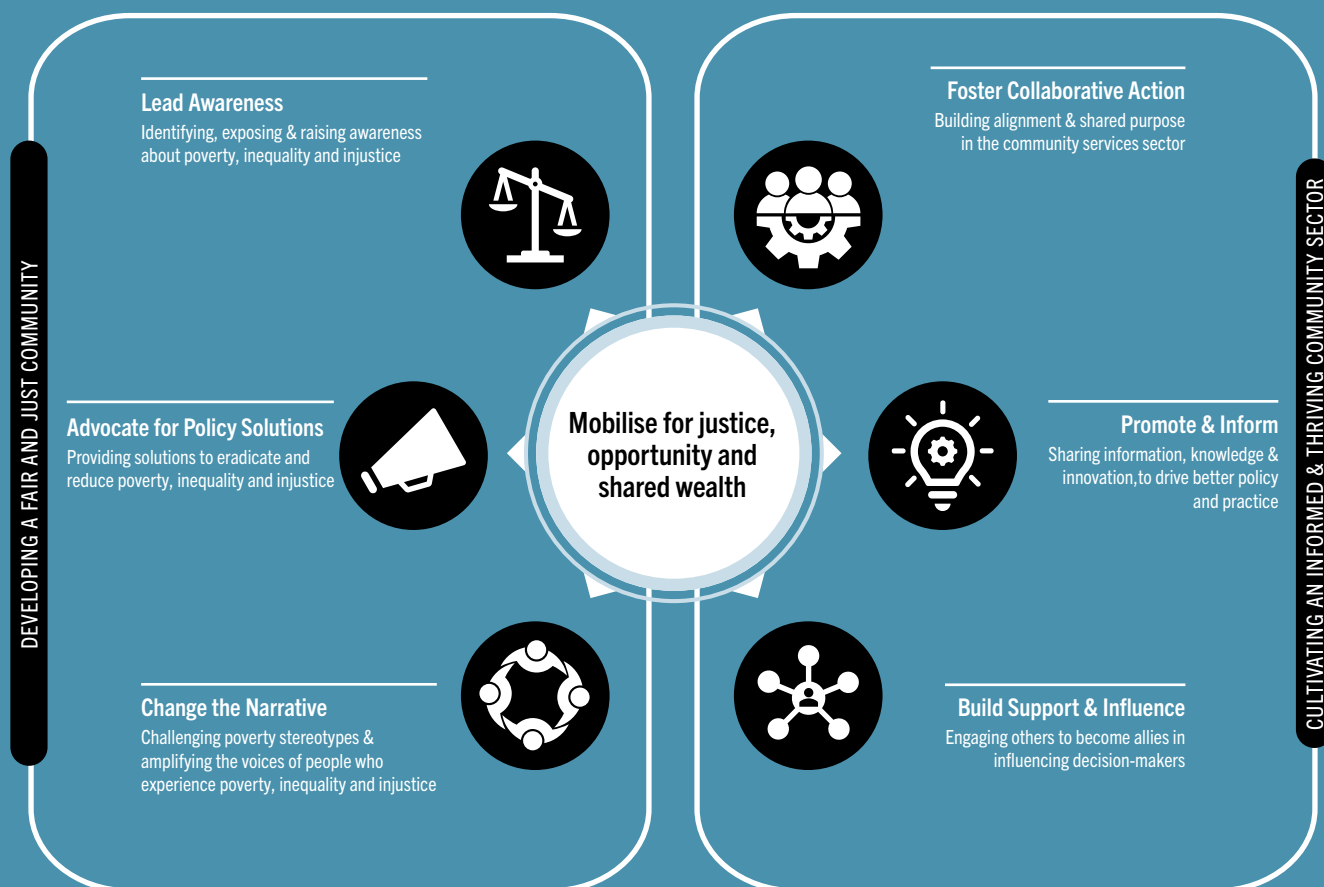 DEVELOPING A FAIR AND JUST COMMUNITY
Lead Awareness
Identifying, exposing & raising awareness
about poverty, inequality and injustice
Advocate for Policy Solutions
Providing solutions to eradicate and
reduce poverty, inequality and injustice
Change the Narrative
Challenging poverty stereotypes &
amplifying the voices of people who
experience poverty, inequality and injustice
Mobilise for justice,
opportunity and
shared wealth
Foster Collaborative Action
Building alignment & shared purpose
in the community services sector
Promote & Inform
Sharing information, knowledge &
innovation,to drive better policy
and practice
Build Support & Influence
Engaging others to become allies in
influencing decision-makers
CULTIVATING AN INFORMED & THRIVING COMMUNITY SECTOR